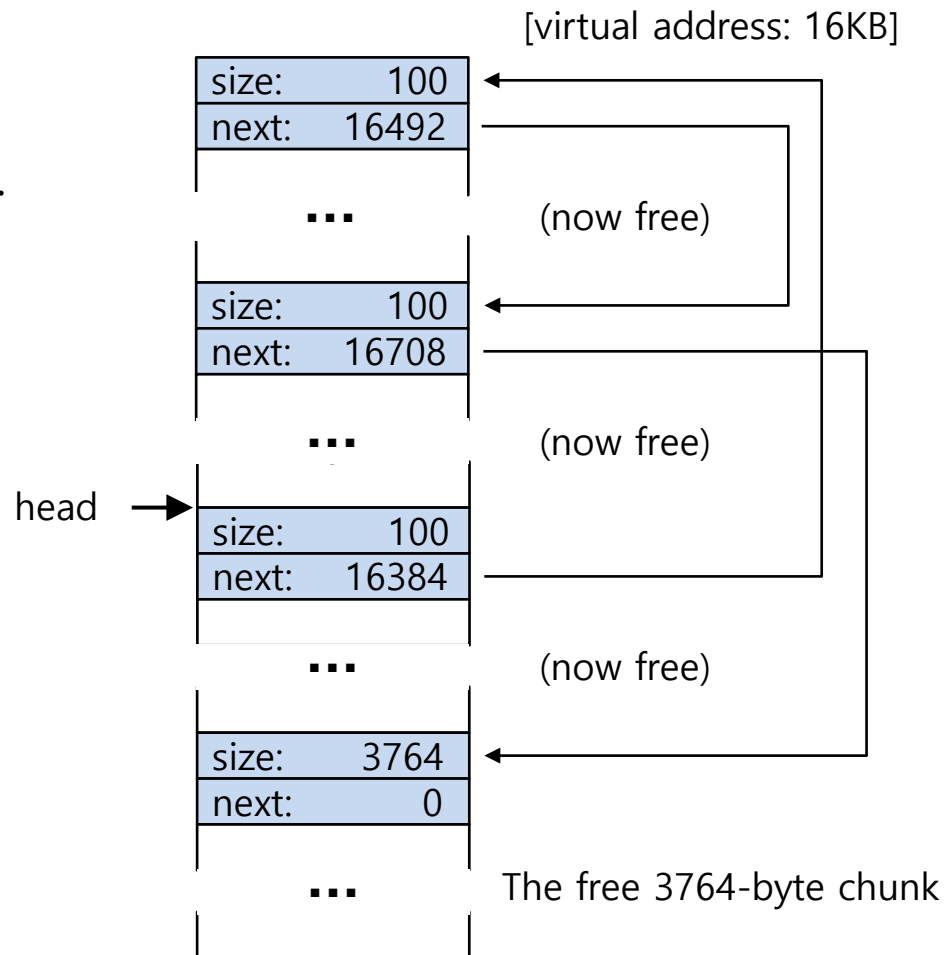 [virtual address: 16KB]
size: 100
next: 16492
.
...
(now free)
size: 100
next: 16708
...
(now free)
head
size: 100
next: 16384
...
(now free)
size: 3764
next: 0
...
The free 3764-byte chunk